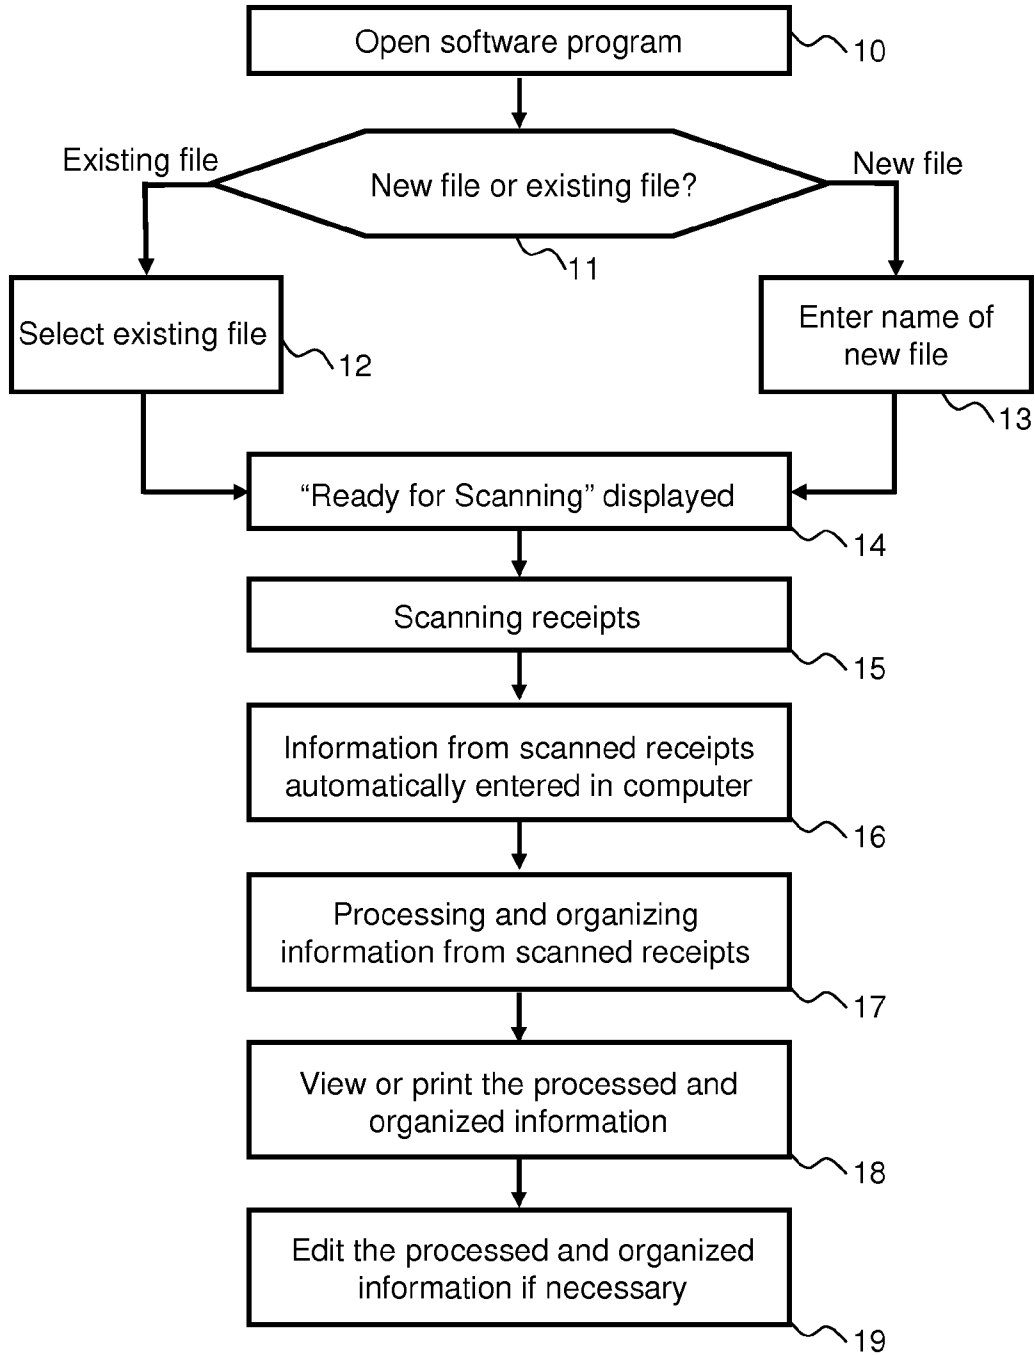 Open software program
10
Existing file
New file
New file or existing file?
11
Select existing file
12
Enter name of
new file
13
“Ready for Scanning” displayed
14
Scanning receipts
15
Information from scanned receipts
automatically entered in computer
16
Processing and organizing
information from scanned receipts
17
View or print the processed and
organized information
18
Edit the processed and organized
information if necessary
19